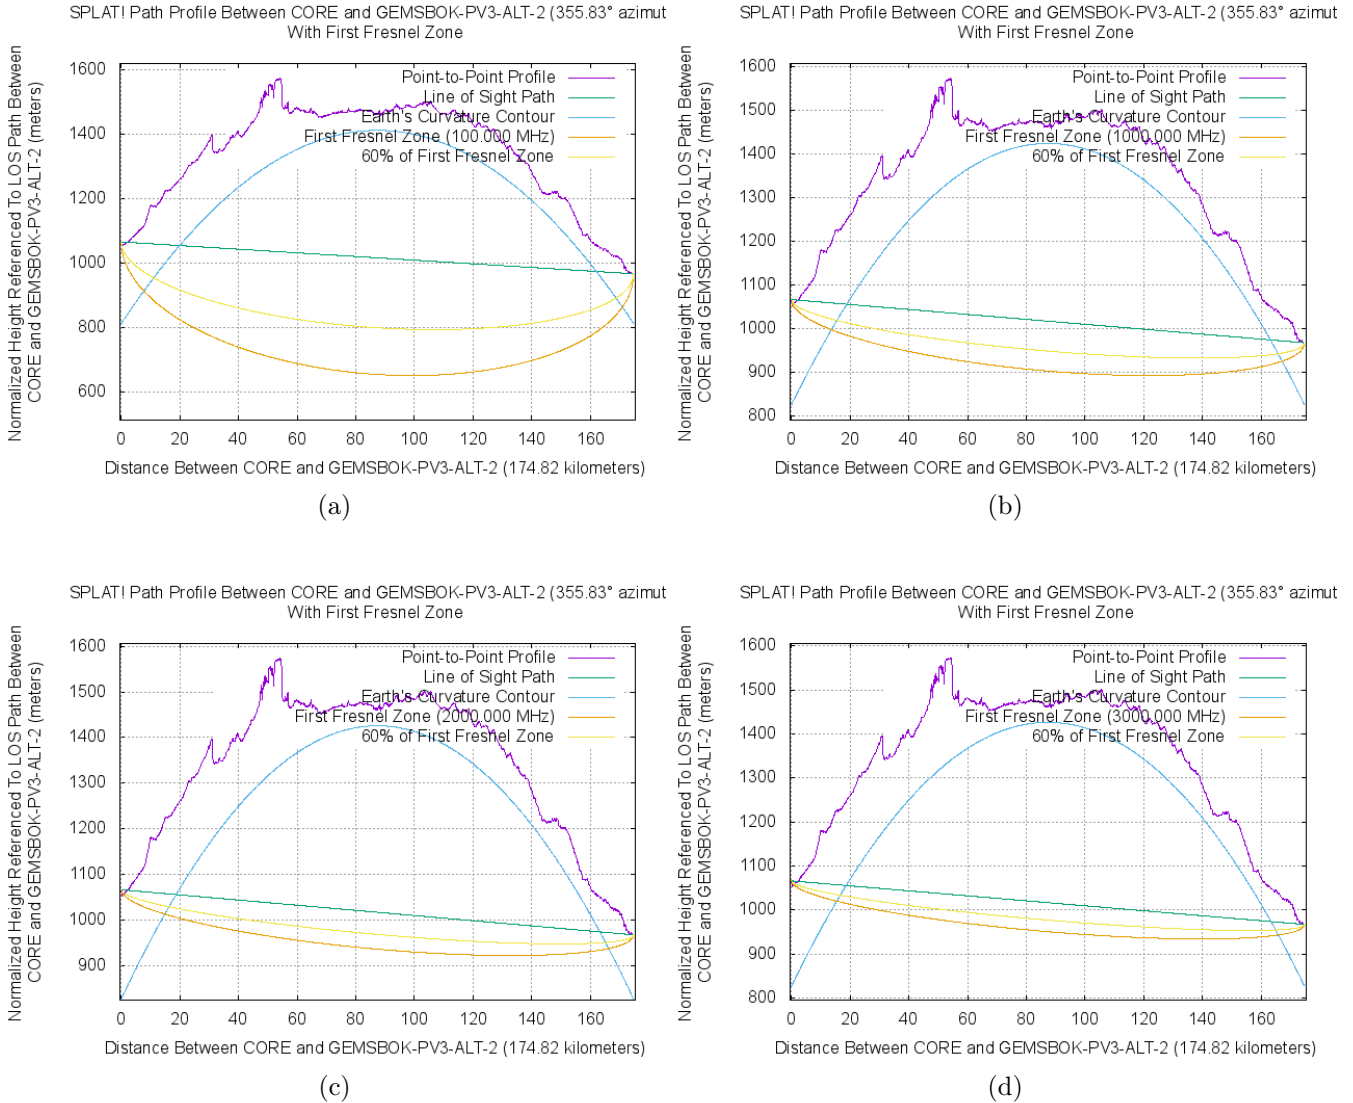 SPLAT! Path Profile Between CORE and GEMSBOK-PV3-ALT-2 (355.83° azimut
With First Fresnel Zone
Normalized Height Referenced To LOS Path Between
CORE and GEMSBOK-PV3-ALT-2 (meters)
Point-to-Point Profile
Line of Sight Path
Earth's Curvature Contour
First Fresnel Zone (100.000 MHz)
60% of First Fresnel Zone
1600
1400
1200
1000
800
600
0 20 40 60 80 100 120 140 160
Distance Between CORE and GEMSBOK-PV3-ALT-2 (174.82 kilometers)
(a)
SPLAT! Path Profile Between CORE and GEMSBOK-PV3-ALT-2 (355.83° azimut
With First Fresnel Zone
Normalized Height Referenced To LOS Path Between
CORE and GEMSBOK-PV3-ALT-2 (meters)
Point-to-Point Profile
Line of Sight Path
Earth's Curvature Contour
First Fresnel Zone (1000.000 MHz)
60% of First Fresnel Zone
1600
1500
1400
1300
1200
1100
1000
900
800
0 20 40 60 80 100 120 140 160
Distance Between CORE and GEMSBOK-PV3-ALT-2 (174.82 kilometers)
(b)
SPLAT! Path Profile Between CORE and GEMSBOK-PV3-ALT-2 (355.83° azimut
With First Fresnel Zone
Normalized Height Referenced To LOS Path Between
CORE and GEMSBOK-PV3-ALT-2 (meters)
Point-to-Point Profile
Line of Sight Path
Earth's Curvature Contour
First Fresnel Zone (2000.000 MHz)
60% of First Fresnel Zone
1600
1500
1400
1300
1200
1100
1000
900
0 20 40 60 80 100 120 140 160
Distance Between CORE and GEMSBOK-PV3-ALT-2 (174.82 kilometers)
(c)
SPLAT! Path Profile Between CORE and GEMSBOK-PV3-ALT-2 (355.83° azimut
With First Fresnel Zone
Normalized Height Referenced To LOS Path Between
CORE and GEMSBOK-PV3-ALT-2 (meters)
Point-to-Point Profile
Line of Sight Path
Earth's Curvature Contour
First Fresnel Zone (3000.000 MHz)
60% of First Fresnel Zone
1600
1500
1400
1300
1200
1100
1000
900
800
0 20 40 60 80 100 120 140 160
Distance Between CORE and GEMSBOK-PV3-ALT-2 (174.82 kilometers)
(d)